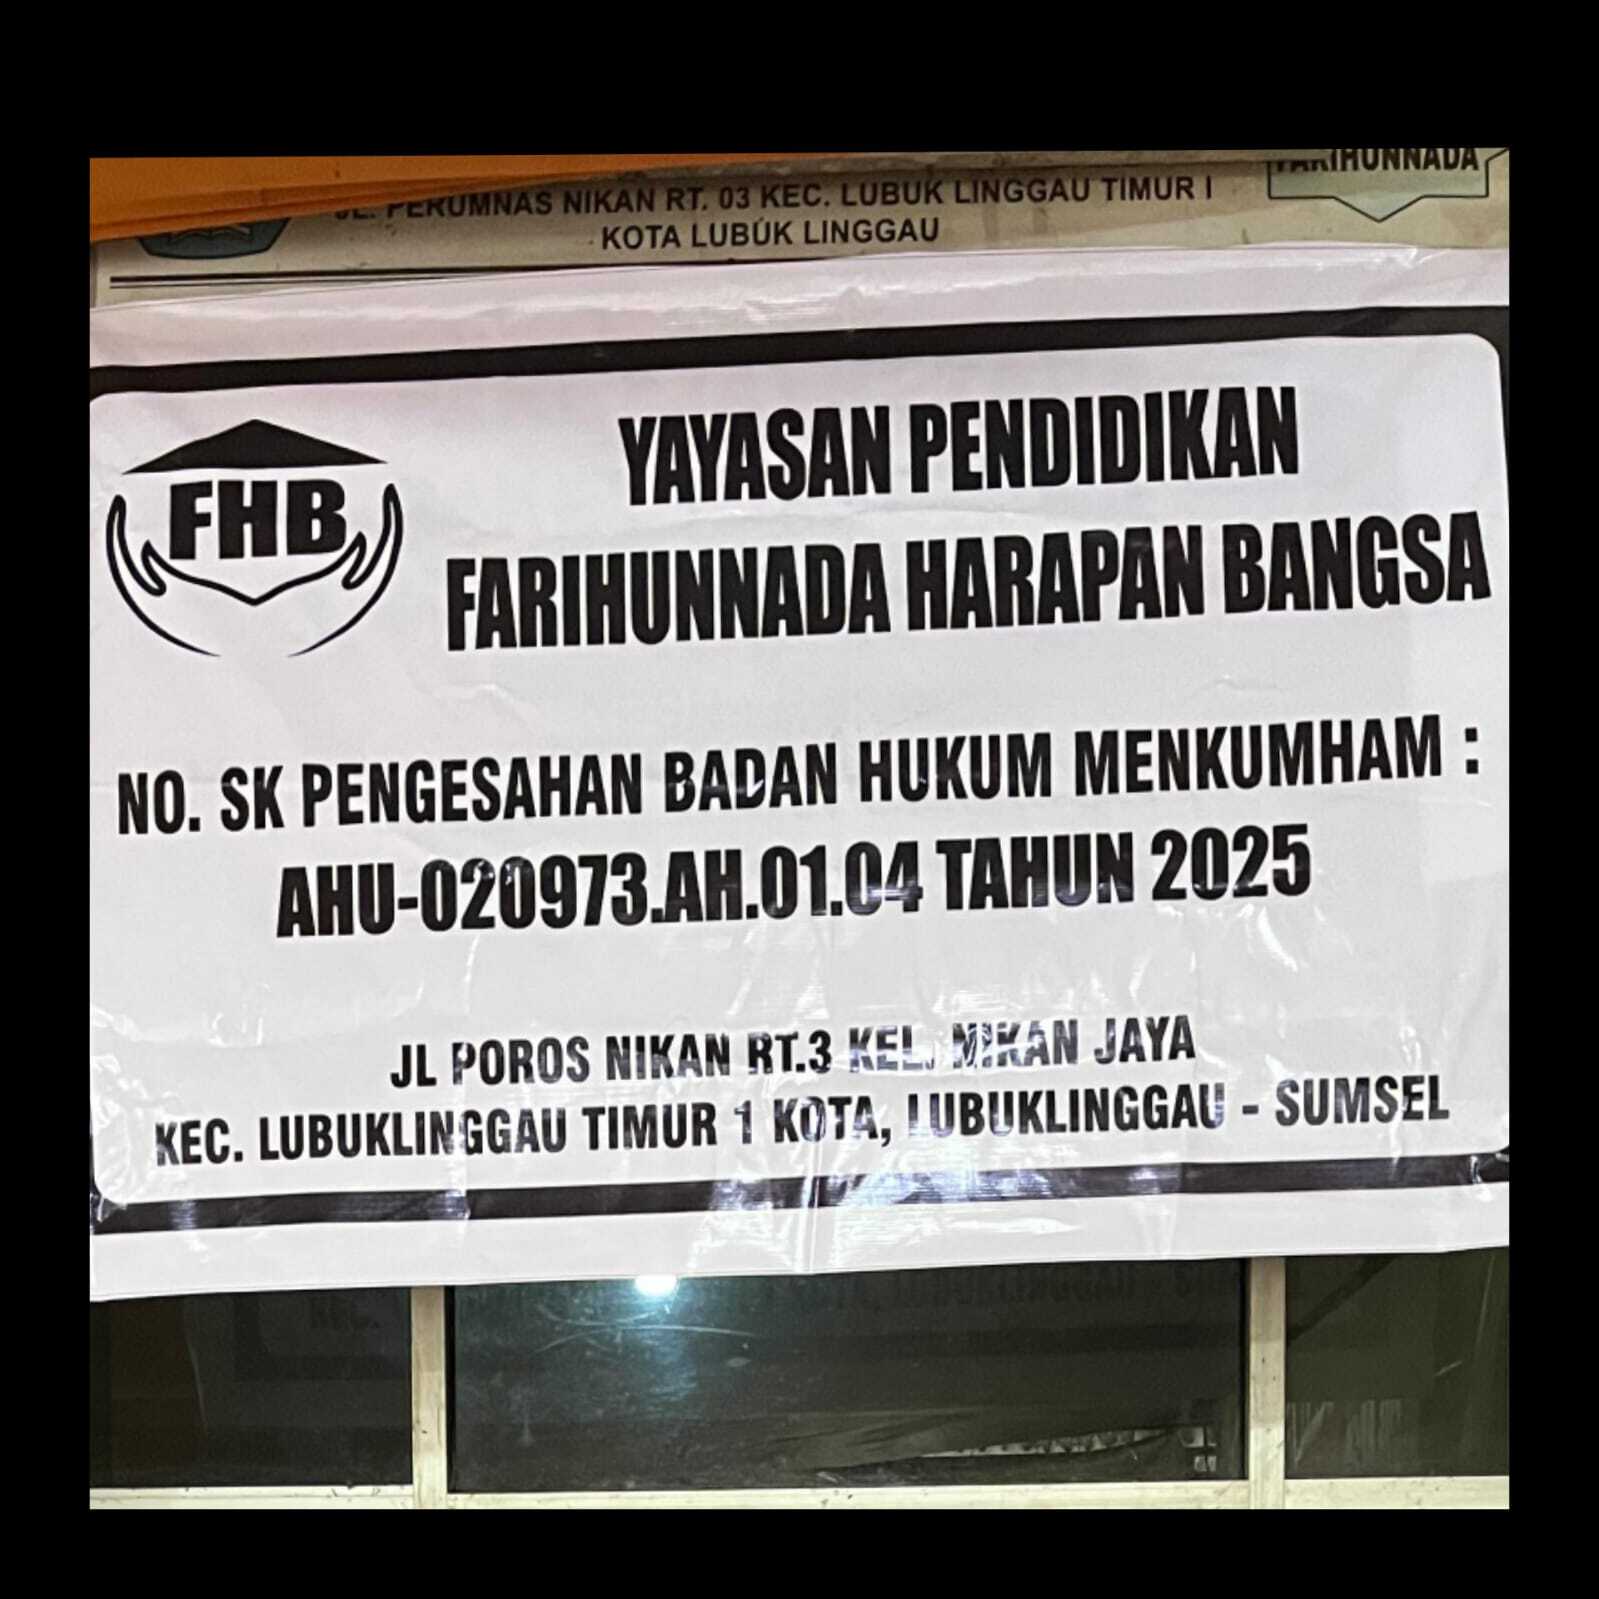 FARIHUNNADA
JL. PERUMNAS NIKAN RT. 03 KEC. LUBUK LINGGAU TIMUR I
KOTA LUBUK LINGGAU
FHB
YAYASAN PENDIDIKAN
FARIHUNNADA HARAPAN BANGSA
NO. SK PENGESAHAN BADAN HUKUM MENKUMHAM :
AHU-020973.AH.01.04 TAHUN 2025
JL POROS NIKAN RT.3 KEL. NIKAN JAYA
KEC. LUBUKLINGGAU TIMUR 1 KOTA, LUBUKLINGGAU - SUMSEL